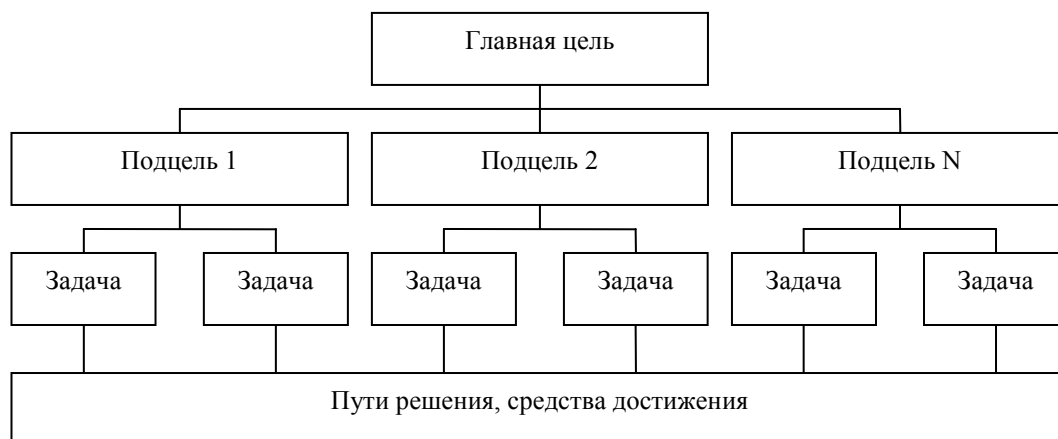 Главная цель
Подцель 1
Подцель 2
Подцель N
Задача
Задача
Задача
Задача
Задача
Задача
Пути решения, средства достижения